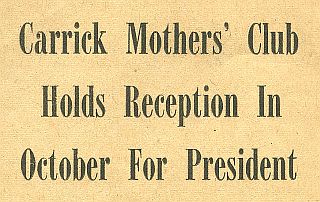 Carrick Mothers' Club
Holds Reception In
October For President